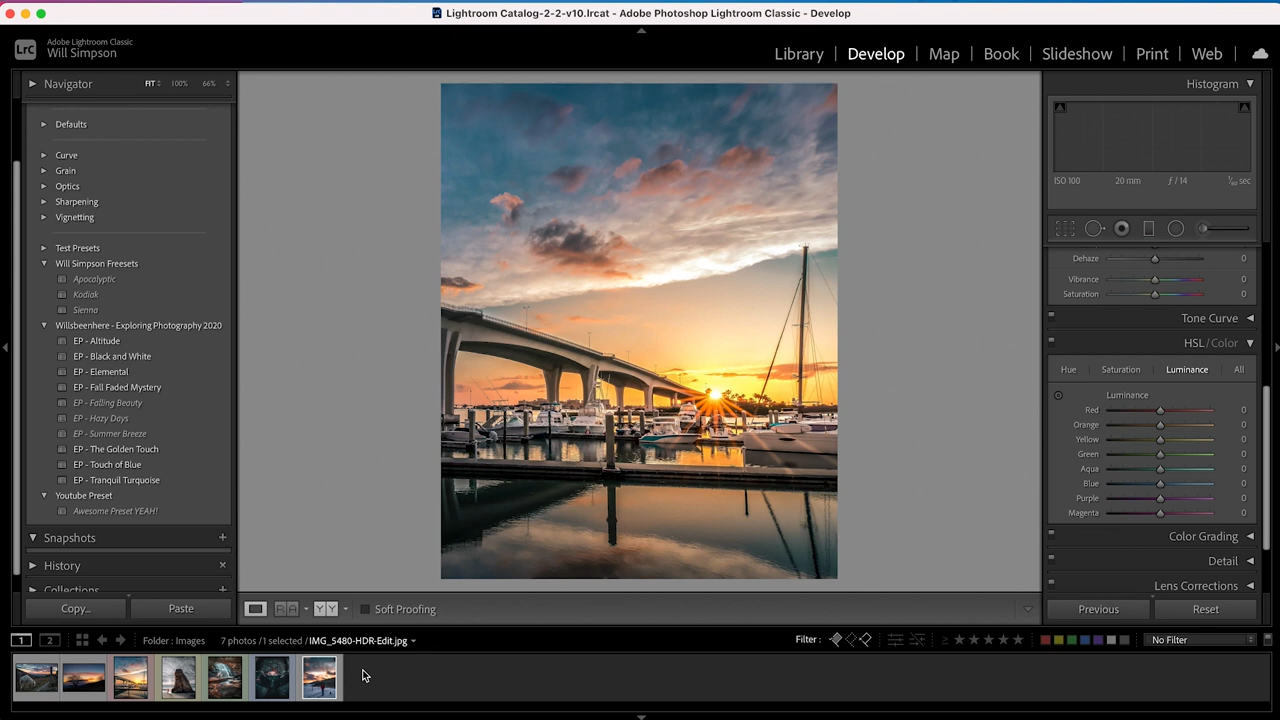 Lightroom Catalog-2-2-v10.lrcat - Adobe Photoshop Lightroom Classic - Develop
LrC
Adobe Lightroom Classic
Will Simpson
Library
Develop
Map
Book
Slideshow
Print
Web
Navigator
FIT
100%
66%
Defaults
Curve
Grain
Optics
Sharpening
Vignetting
Test Presets
Will Simpson Freesets
Apocalyptic
Kodiak
Sienna
Willsbeenhere - Exploring Photography 2020
EP - Altitude
EP - Black and White
EP - Elemental
EP - Fall Faded Mystery
EP - Falling Beauty
EP - Hazy Days
EP - Summer Breeze
EP - The Golden Touch
EP - Touch of Blue
EP - Tranquil Turquoise
Youtube Preset
Awesome Preset YEAH!
Snapshots
History
Collections
Copy...
Paste
Soft Proofing
Histogram
ISO 100
20 mm
ƒ / 14
Dehaze
0
Vibrance
0
Saturation
0
Tone Curve
HSL / Color
Hue
Saturation
Luminance
All
Luminance
Red
0
Orange
0
Yellow
0
Green
0
Aqua
0
Blue
0
Purple
0
Magenta
0
Color Grading
Detail
Lens Corrections
Previous
Reset
1
2
Folder : Images
7 photos / 1 selected / IMG_5480-HDR-Edit.jpg
Filter :
No Filter